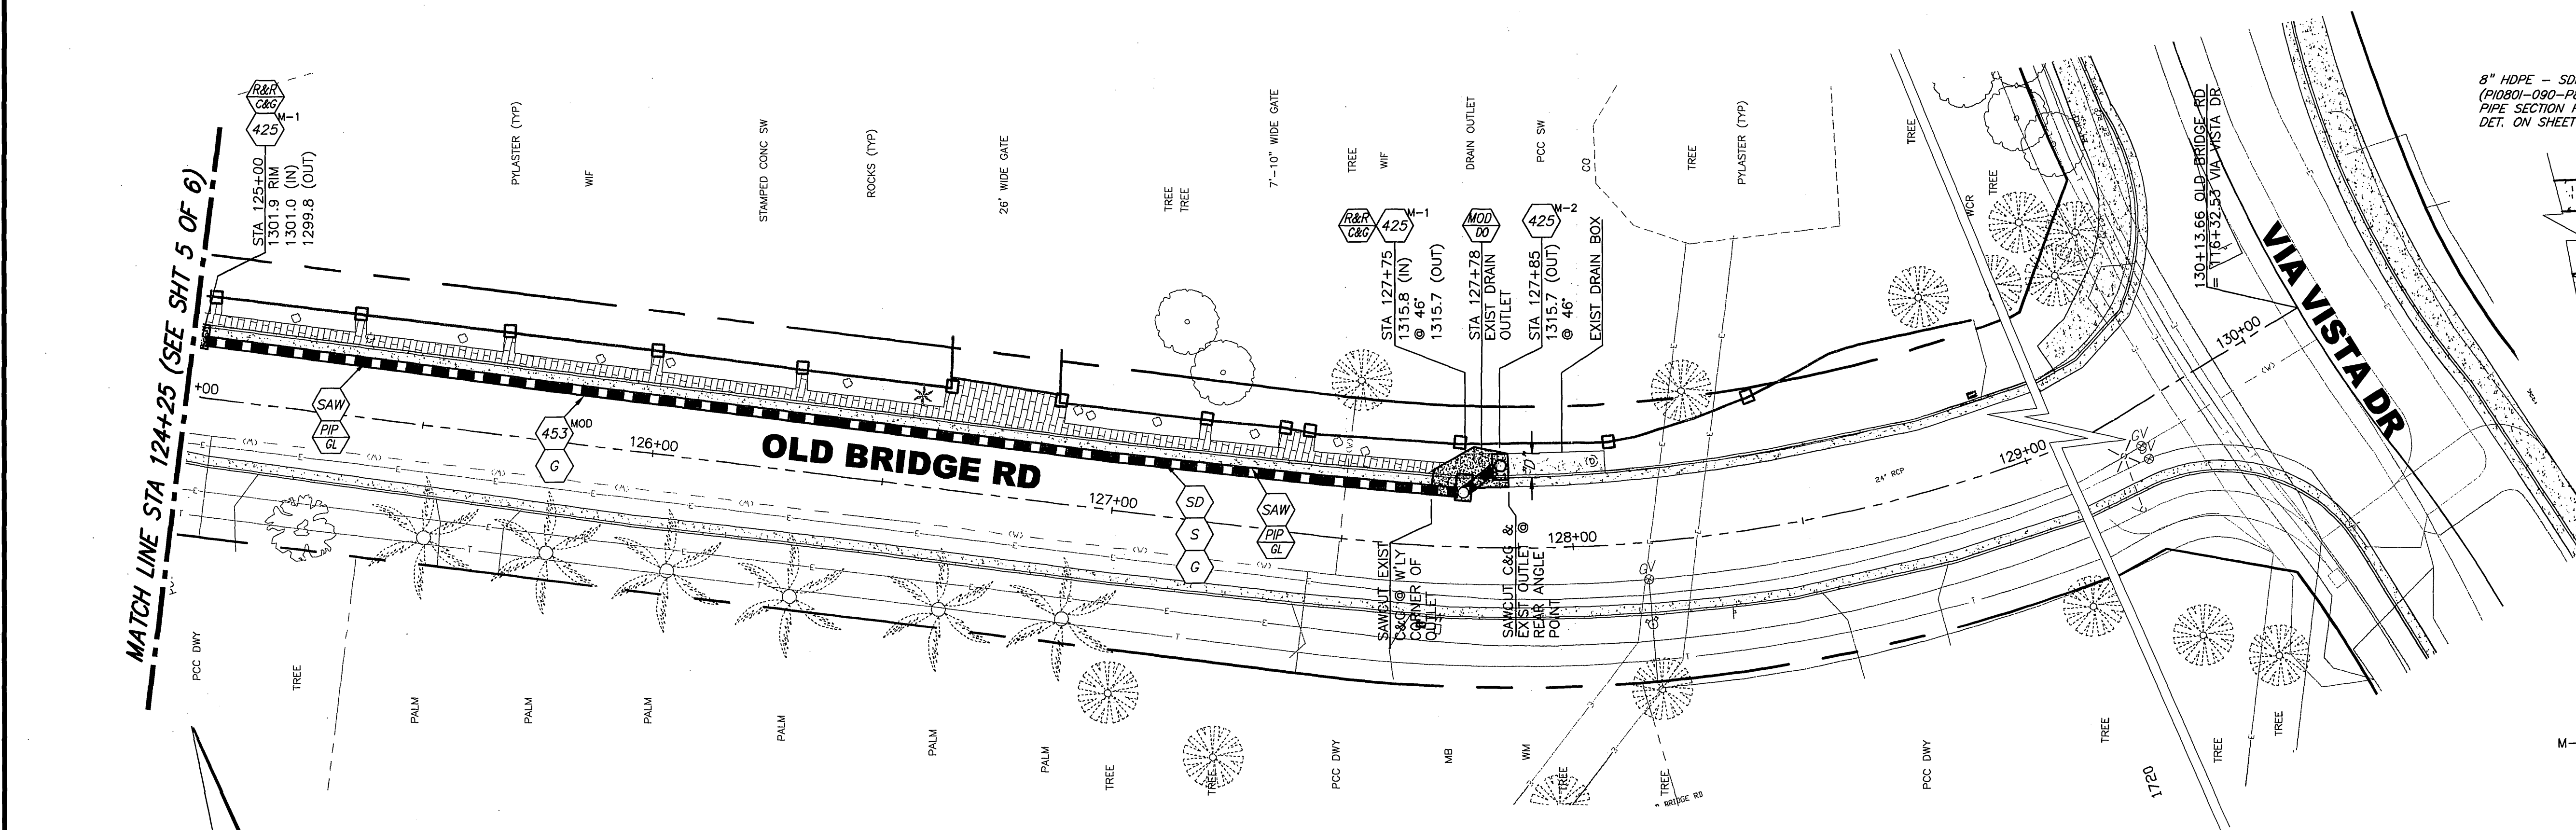 MATCH LINE STA 124+25 (SEE SHT 5 OF 6)
R&R
C&G
425
M-1
STA 125+00
1301.9 RIM
1301.0 (IN)
1299.8 (OUT)
PYLASTER (TYP)
WIF
STAMPED CONC SW
ROCKS (TYP)
26' WIDE GATE
TREE
TREE
7'-10" WIDE GATE
TREE
WIF
DRAIN OUTLET
PCC SW
CO
TREE
PYLASTER (TYP)
TREE
WCR
TREE
R&R
C&G
425
M-1
STA 127+75
1315.8 (IN)
@ 46°
1315.7 (OUT)
MOD
DO
STA 127+78
EXIST DRAIN
OUTLET
425
M-2
STA 127+85
1315.7 (OUT)
@ 46°
EXIST DRAIN BOX
130+13.66 OLD BRIDGE RD
= 116+32.53 VIA VISTA DR
8" HDPE - 
(PI0801-090-
PIPE SECTION
DET. ON SHEET
VIA VISTA DR
130+00
(W)
+00
SAW
PIP
GL
453
MOD
G
126+00
OLD BRIDGE RD
127+00
SD
S
G
SAW
PIP
GL
128+00
129+00
24" RCP
GV
GV
GV
SAWCUT EXIST
C&G @ W'LY
CORNER OF
OUTLET
SAWCUT C&G &
EXIST OUTLET @
REAR ANGLE
POINT
PCC DWY
TREE
PALM
PALM
PALM
PALM
PALM
PALM
TREE
TREE
PCC DWY
MB
WM
TREE
TREE
BRIDGE RD
PCC DWY
TREE
1720
TREE
TREE
M-